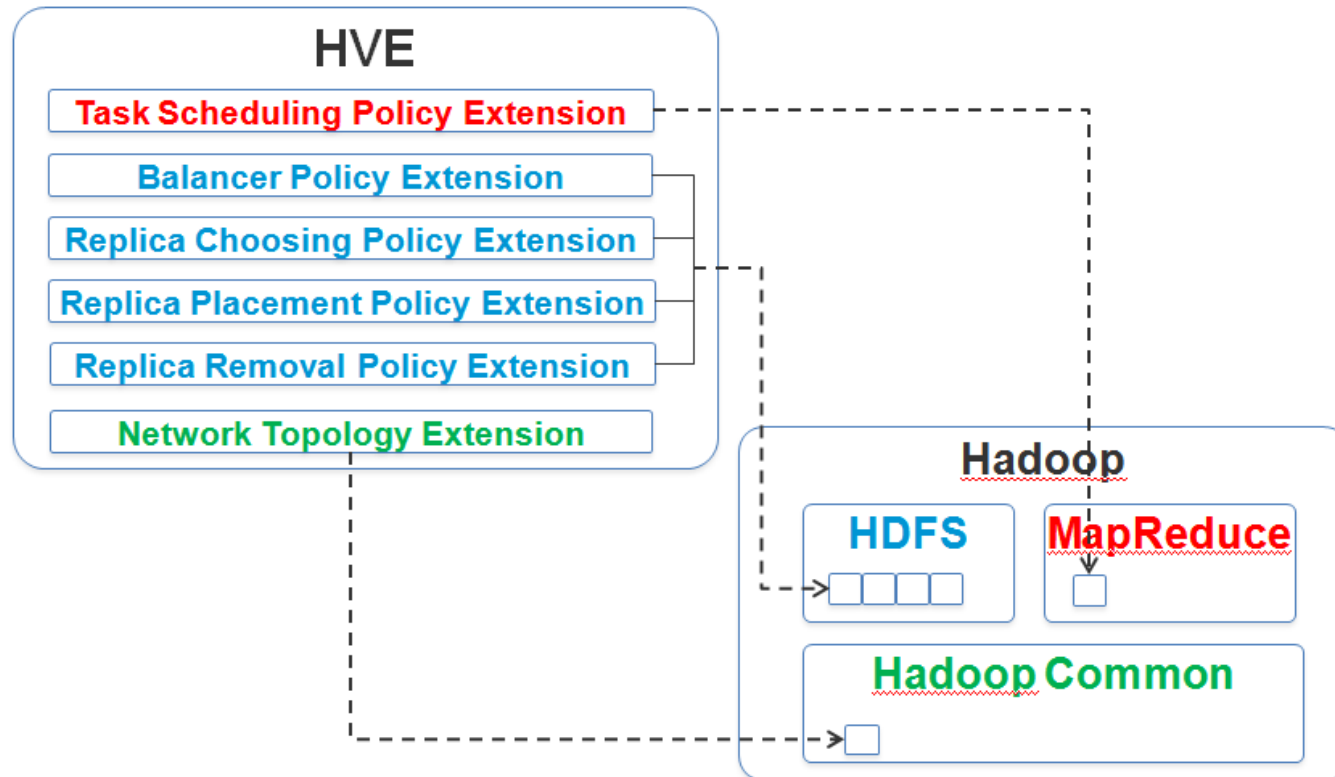 HVE
Task Scheduling Policy Extension
Balancer Policy Extension
Replica Choosing Policy Extension
Replica Placement Policy Extension
Replica Removal Policy Extension
Network Topology Extension
Hadoop
HDFS
MapReduce
Hadoop Common